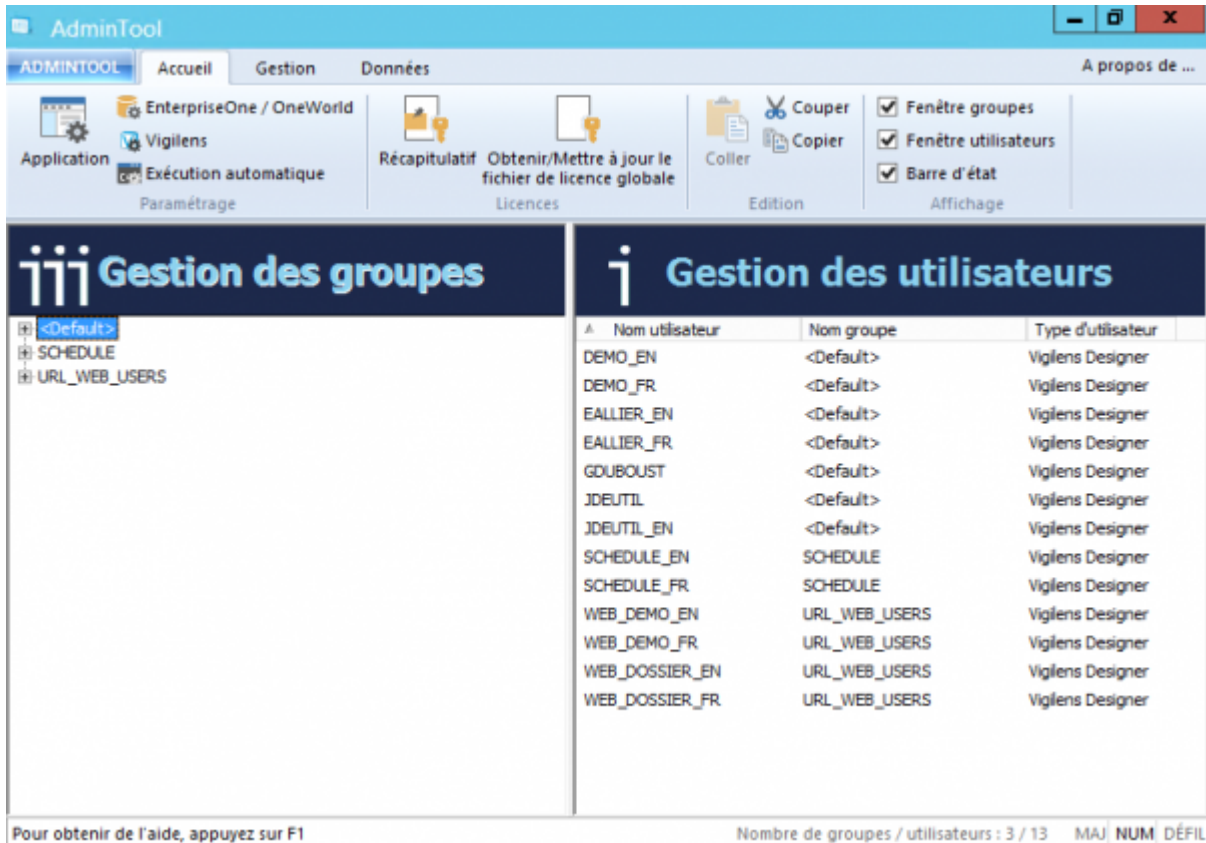 AdminTool
ADMINTOOL Accueil Gestion Données A propos de ...
Application
EnterpriseOne / OneWorld
Vigilens
Exécution automatique
Paramétrage
Récapitulatif
Obtenir/Mettre à jour le
fichier de licence globale
Licences
Coller
Couper
Copier
Edition
Fenêtre groupes
Fenêtre utilisateurs
Barre d'état
Affichage
Gestion des groupes
<Default>
SCHEDULE
URL_WEB_USERS
Gestion des utilisateurs
Nom utilisateur Nom groupe Type d'utilisateur
DEMO_EN <Default> Vigilens Designer
DEMO_FR <Default> Vigilens Designer
EALLIER_EN <Default> Vigilens Designer
EALLIER_FR <Default> Vigilens Designer
GDUBOUST <Default> Vigilens Designer
JDEUTIL <Default> Vigilens Designer
JDEUTIL_EN <Default> Vigilens Designer
SCHEDULE_EN SCHEDULE Vigilens Designer
SCHEDULE_FR SCHEDULE Vigilens Designer
WEB_DEMO_EN URL_WEB_USERS Vigilens Designer
WEB_DEMO_FR URL_WEB_USERS Vigilens Designer
WEB_DOSSIER_EN URL_WEB_USERS Vigilens Designer
WEB_DOSSIER_FR URL_WEB_USERS Vigilens Designer
Pour obtenir de l'aide, appuyez sur F1 Nombre de groupes / utilisateurs : 3 / 13 MAJ NUM DÉFIL